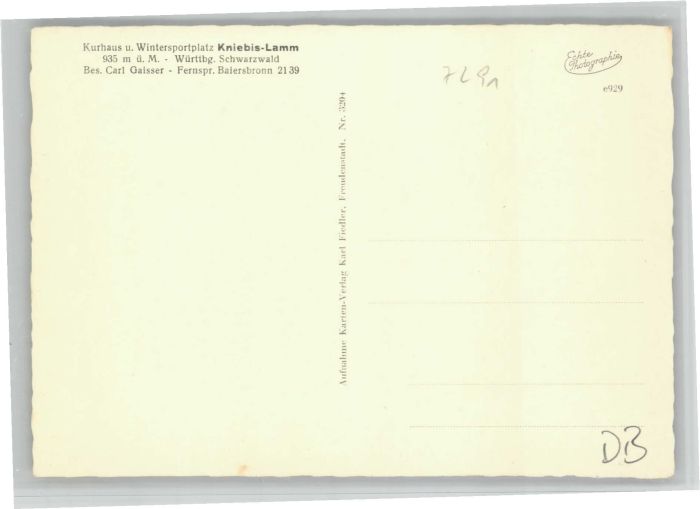 Kurhaus u. Wintersportplatz Kniebis-Lamm
935 m ü. M. - Württbg. Schwarzwald
Bes. Carl Gaisser - Fernspr. Baiersbronn 2139
Echte
Photographie
e929
Aufnahme Karten-Verlag Karl Fiedler, Freudenstadt. Nr. 3204
DB